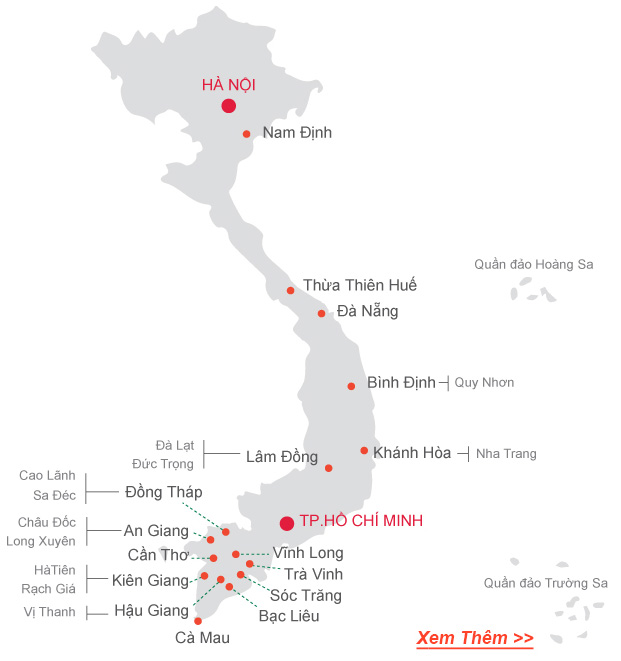 HÀ NỘI
Nam Định
Quần đảo Hoàng Sa
Thừa Thiên Huế
Đà Nẵng
Bình Định
Quy Nhơn
Đà Lạt
Đức Trọng
Lâm Đồng
Khánh Hòa
Nha Trang
Cao Lãnh
Sa Đéc
Đồng Tháp
TP.HỒ CHÍ MINH
Châu Đốc
Long Xuyên
An Giang
Cần Thơ
Vĩnh Long
HàTiên
Rạch Giá
Kiên Giang
Trà Vinh
Quần đảo Trường Sa
Sóc Trăng
Vị Thanh
Hậu Giang
Bạc Liêu
Cà Mau
Xem Thêm >>